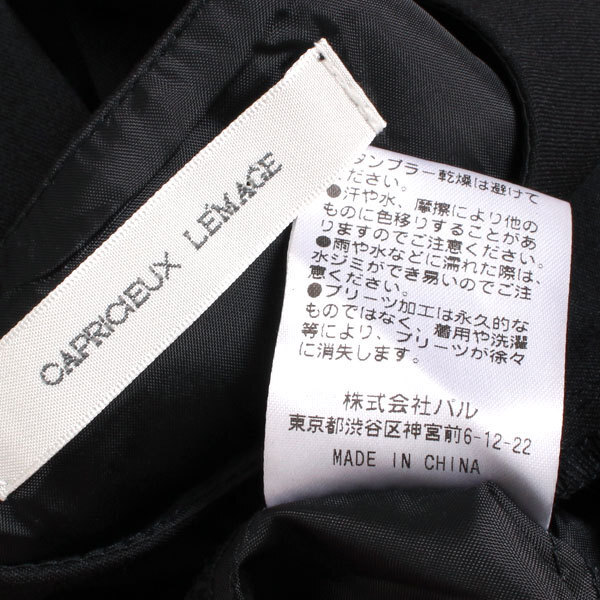 CAPRICIEUX LÉMAGE
タンブラー乾燥は避けて
ください。
●汗や水、摩擦により他の
ものに色移りすることがあ
りますのでご注意ください。
●雨や水などに濡れた際は、
水ジミができ易いのでご注
意ください。
●プリーツ加工は永久的な
ものではなく、着用や洗濯
等により、プリーツが徐々
に消失します。
株式会社パル
東京都渋谷区神宮前6-12-22
MADE IN CHINA